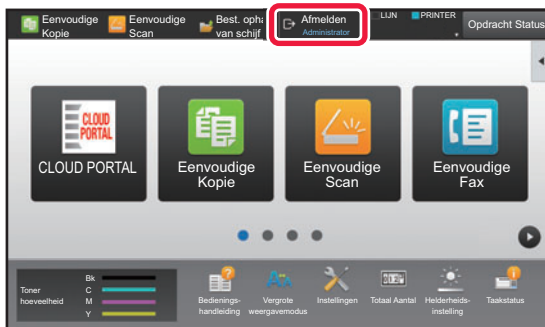 Eenvoudige
Kopie
Eenvoudige
Scan
Best. opha
van schijf
Afmelden
Administrator
LIJN
PRINTER
Opdracht Status
CLOUD
PORTAL
CLOUD PORTAL
Eenvoudige
Kopie
Eenvoudige
Scan
Eenvoudige
Fax
Toner
hoeveelheid
Bk
C
M
Y
Bedienings-
handleiding
Vergrote
weergavemodus
Instellingen
Totaal Aantal
Helderheids-
instelling
Taakstatus